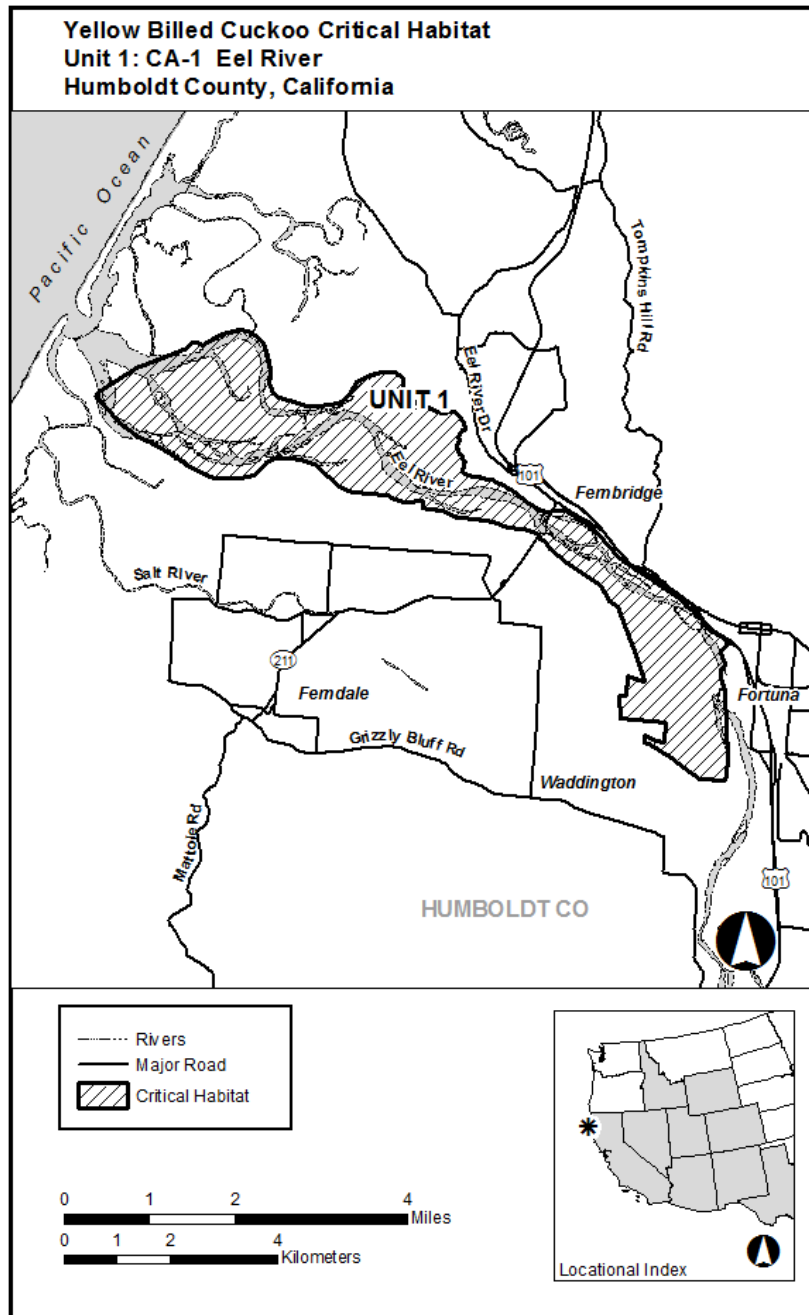 Yellow Billed Cuckoo Critical Habitat
Unit 1: CA-1 Eel River
Humboldt County, California
Pacific Ocean
Tompkins Hill Rd
Eel River Dr
UNIT 1
Eel River
101
Fernbridge
Salt River
211
Ferndale
Fortuna
Grizzly Bluff Rd
Waddington
Mattole Rd
101
HUMBOLDT CO
Rivers
Major Road
Critical Habitat
0 1 2 4
Miles
0 1 2 4
Kilometers
Locational Index